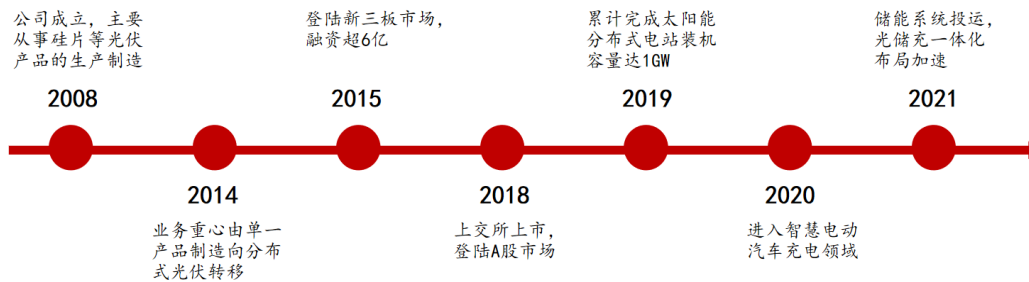 公司成立，主要
从事硅片等光伏
产品的生产制造
2008
登陆新三板市场，
融资超6亿
2015
累计完成太阳能
分布式电站装机
容量达1GW
2019
储能系统投运，
光储充一体化
布局加速
2021
2014
业务重心由单一
产品制造向分布
式光伏转移
2018
上交所上市，
登陆A股市场
2020
进入智慧电动
汽车充电领域